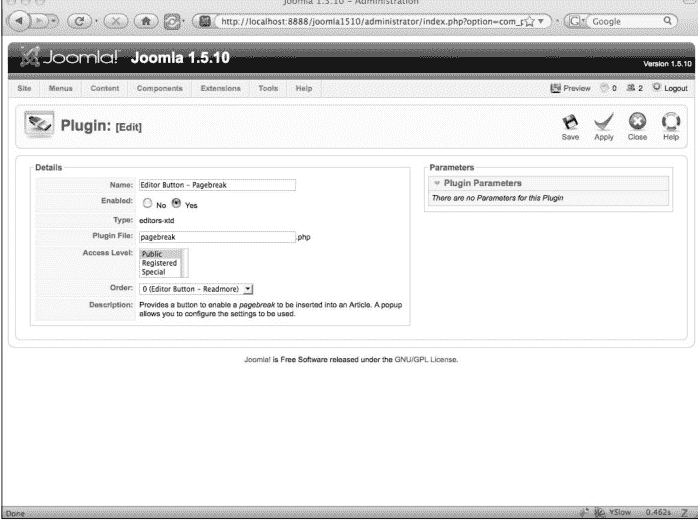 Joomla 1.5.10 – Administration
http://localhost:8888/joomla1510/administrator/index.php?option=com_p
Google
Joomla! Joomla 1.5.10
Version 1.5.10
Site Menus Content Components Extensions Tools Help Preview 0 2 Logout
Plugin: [Edit]
Save Apply Close Help
Details
Name: Editor Button – Pagebreak
Enabled: No Yes
Type: editors-xtd
Plugin File: pagebreak .php
Access Level: Public
Registered
Special
Order: 0 (Editor Button – Readmore)
Description: Provides a button to enable a pagebreak to be inserted into an Article. A popup
allows you to configure the settings to be used.
Parameters
Plugin Parameters
There are no Parameters for this Plugin
Joomla! is Free Software released under the GNU/GPL License.
Done YSlow 0.462s